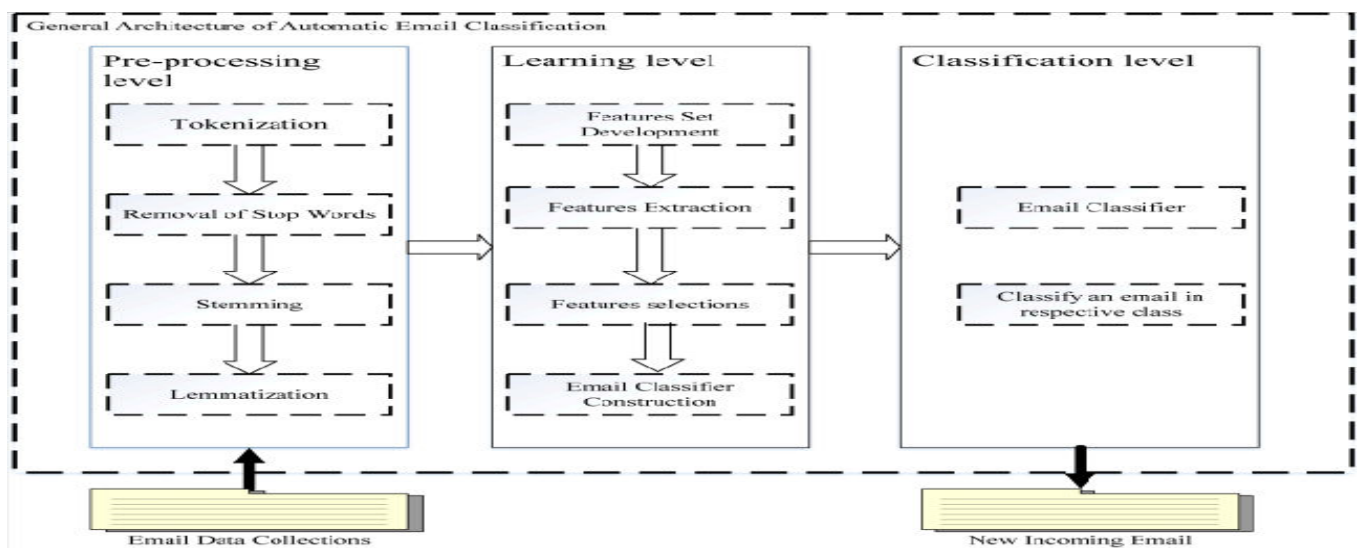 General Architecture of Automatic Email Classification
Pre-processing
level
Tokenization
Removal of Stop Words
Stemming
Lemmatization
Learning level
Features Set
Development
Features Extraction
Features selections
Email Classifier
Construction
Classification level
Email Classifier
Classify an email in
respective class
Email Data Collections
New Incoming Email